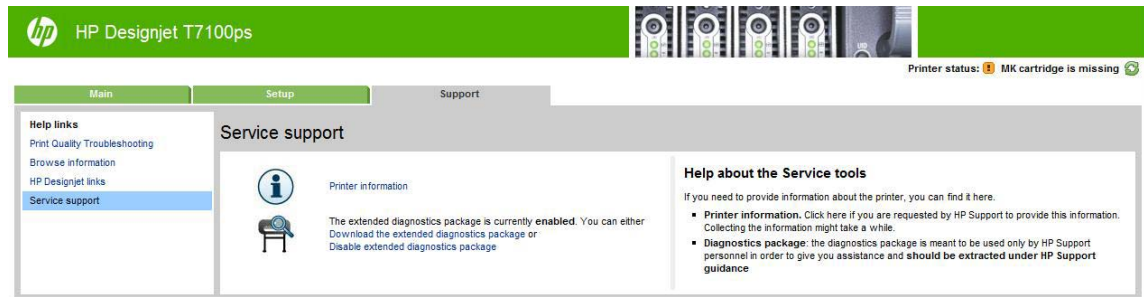 hp HP Designjet T7100ps
UID
Printer status: ! MK cartridge is missing
Main Setup Support
Help links
Print Quality Troubleshooting
Browse information
HP Designjet links
Service support
Service support
Printer information
The extended diagnostics package is currently enabled. You can either
Download the extended diagnostics package or
Disable extended diagnostics package
Help about the Service tools
If you need to provide information about the printer, you can find it here.
▪ Printer information. Click here if you are requested by HP Support to provide this information.
Collecting the information might take a while.
▪ Diagnostics package: the diagnostics package is meant to be used only by HP Support
personnel in order to give you assistance and should be extracted under HP Support
guidance